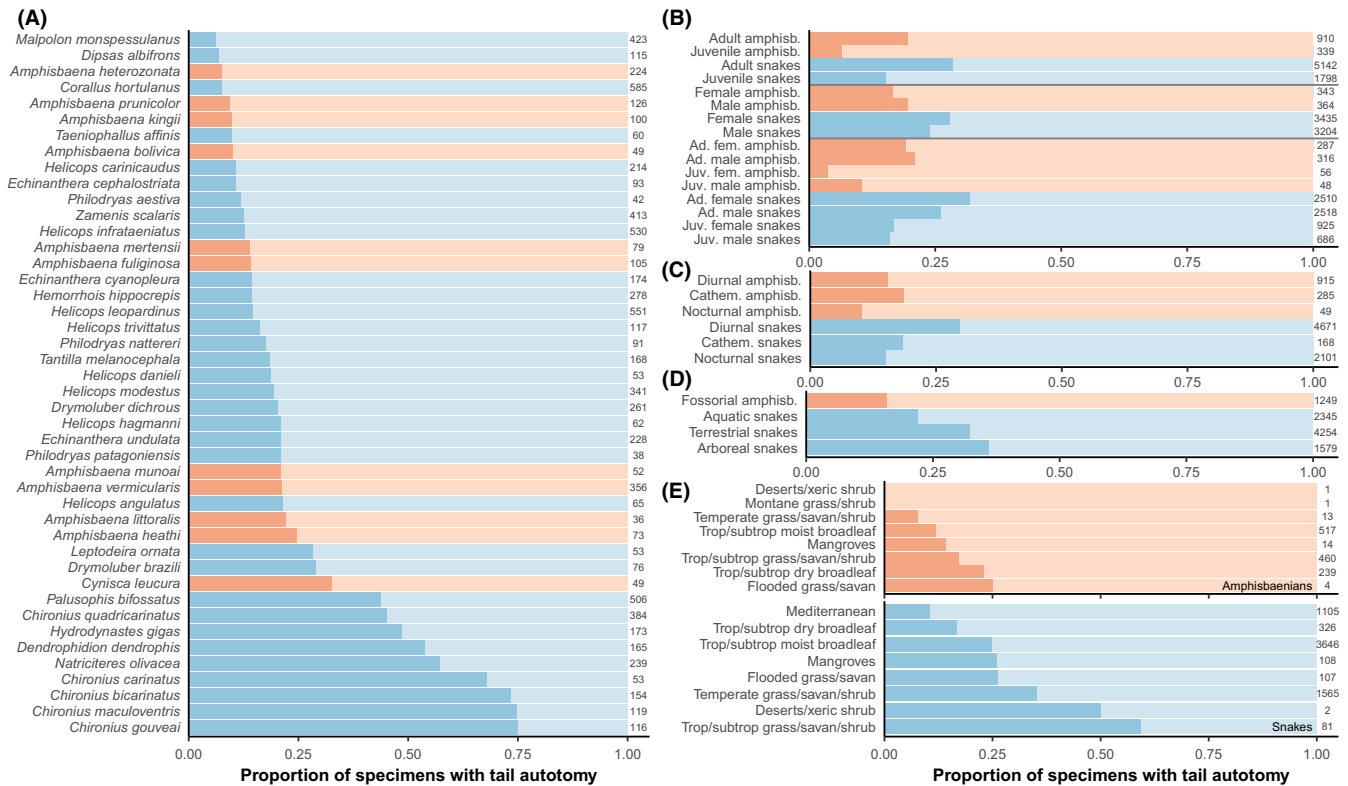 (A)
Malpolon monspessulanus 423
Dipsas albifrons 115
Amphisbaena heterozonata 224
Corallus hortulanus 585
Amphisbaena prunicolor 126
Amphisbaena kingii 100
Taeniophallus affinis 60
Amphisbaena bolivica 49
Helicops carinicaudus 214
Echinanthera cephalostriata 93
Philodryas aestiva 42
Zamenis scalaris 413
Helicops infrataeniatus 530
Amphisbaena mertensii 79
Amphisbaena fuliginosa 105
Echinanthera cyanopleura 174
Hemorrhois hippocrepis 278
Helicops leopardinus 551
Helicops trivittatus 117
Philodryas nattereri 91
Tantilla melanocephala 168
Helicops danieli 53
Helicops modestus 341
Drymoluber dichrous 261
Helicops hagmanni 62
Echinanthera undulata 228
Philodryas patagoniensis 38
Amphisbaena munoai 52
Amphisbaena vermicularis 356
Helicops angulatus 65
Amphisbaena littoralis 36
Amphisbaena heathi 73
Leptodeira ornata 53
Drymoluber brazili 76
Cynisca leucura 49
Palusophis bifossatus 506
Chironius quadricarinatus 384
Hydrodynastes gigas 173
Dendrophidion dendrophis 165
Natriciteres olivacea 239
Chironius carinatus 53
Chironius bicarinatus 154
Chironius maculoventris 119
Chironius gouveai 116
0.00 0.25 0.50 0.75 1.00
Proportion of specimens with tail autotomy
(B)
Adult amphisb. 910
Juvenile amphisb. 339
Adult snakes 5142
Juvenile snakes 1798
Female amphisb. 343
Male amphisb. 364
Female snakes 3435
Male snakes 3204
Ad. fem. amphisb. 287
Ad. male amphisb. 316
Juv. fem. amphisb. 56
Juv. male amphisb. 48
Ad. female snakes 2510
Ad. male snakes 2518
Juv. female snakes 925
Juv. male snakes 686
0.00 0.25 0.50 0.75 1.00
(C)
Diurnal amphisb. 915
Cathem. amphisb. 285
Nocturnal amphisb. 49
Diurnal snakes 4671
Cathem. snakes 168
Nocturnal snakes 2101
0.00 0.25 0.50 0.75 1.00
(D)
Fossorial amphisb. 1249
Aquatic snakes 2345
Terrestrial snakes 4254
Arboreal snakes 1579
0.00 0.25 0.50 0.75 1.00
(E)
Deserts/xeric shrub 1
Montane grass/shrub 1
Temperate grass/savan/shrub 13
Trop/subtrop moist broadleaf 517
Mangroves 14
Trop/subtrop grass/savan/shrub 460
Trop/subtrop dry broadleaf 239
Flooded grass/savan Amphisbaenians 4
Mediterranean 1105
Trop/subtrop dry broadleaf 326
Trop/subtrop moist broadleaf 3646
Mangroves 108
Flooded grass/savan 107
Temperate grass/savan/shrub 1565
Deserts/xeric shrub 2
Trop/subtrop grass/savan/shrub Snakes 81
0.00 0.25 0.50 0.75 1.00
Proportion of specimens with tail autotomy